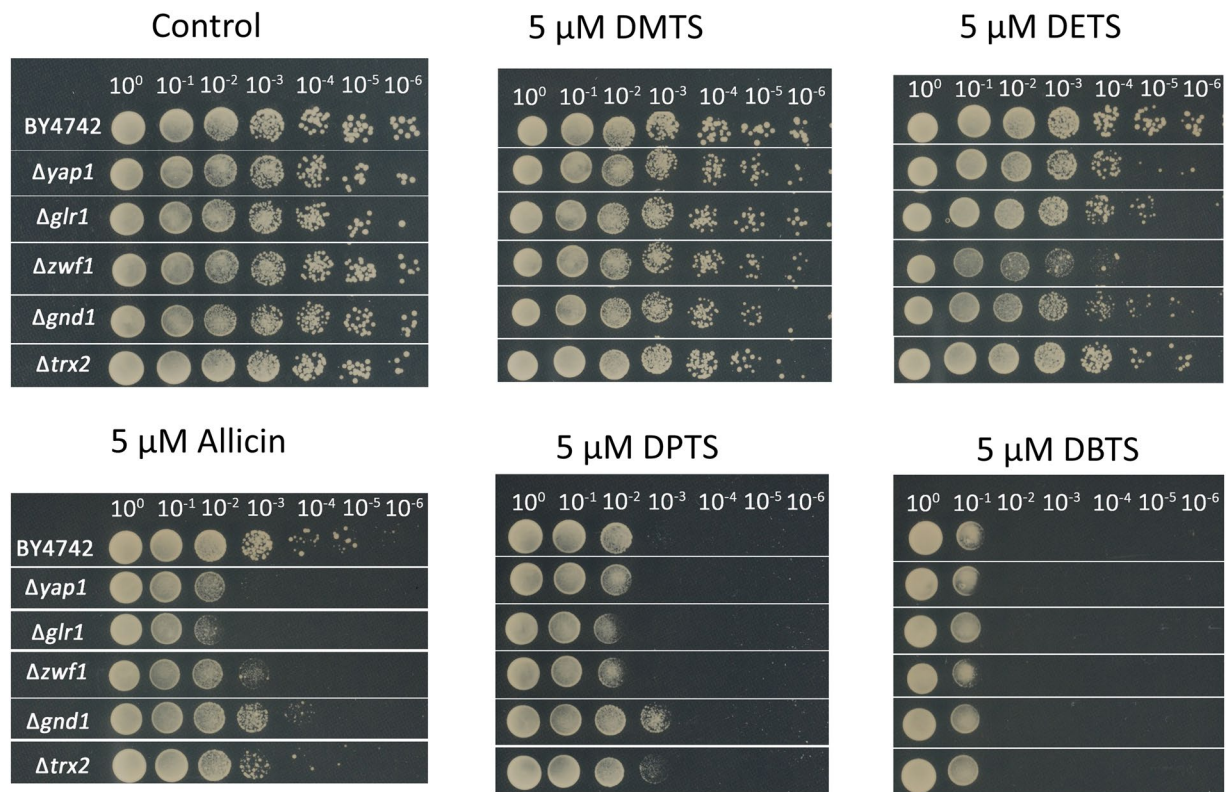 Control
10⁰ 10⁻¹ 10⁻² 10⁻³ 10⁻⁴ 10⁻⁵ 10⁻⁶
BY4742
Δyap1
Δglr1
Δzwf1
Δgnd1
Δtrx2
5 µM DMTS
10⁰ 10⁻¹ 10⁻² 10⁻³ 10⁻⁴ 10⁻⁵ 10⁻⁶
5 µM DETS
10⁰ 10⁻¹ 10⁻² 10⁻³ 10⁻⁴ 10⁻⁵ 10⁻⁶
5 µM Allicin
10⁰ 10⁻¹ 10⁻² 10⁻³ 10⁻⁴ 10⁻⁵ 10⁻⁶
BY4742
Δyap1
Δglr1
Δzwf1
Δgnd1
Δtrx2
5 µM DPTS
10⁰ 10⁻¹ 10⁻² 10⁻³ 10⁻⁴ 10⁻⁵ 10⁻⁶
5 µM DBTS
10⁰ 10⁻¹ 10⁻² 10⁻³ 10⁻⁴ 10⁻⁵ 10⁻⁶